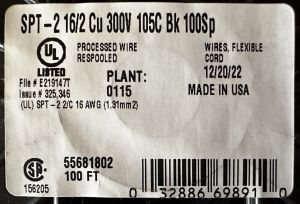 SPT-2 16/2 Cu 300V 105C Bk 100Sp
UL
LISTED
PROCESSED WIRE
RESPOOLED
WIRES, FLEXIBLE
CORD
File # E219147T
Issue # 325,346
PLANT:
0115
12/20/22
MADE IN USA
(UL) SPT-2 2/C 16 AWG (1.31mm2)
SA
156205
55681802
100 FT
0 32886 69891 0